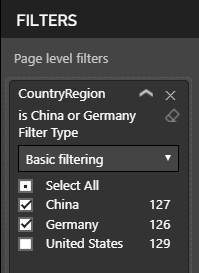 FILTERS
Page level filters
CountryRegion
is China or Germany
Filter Type
Basic filtering
Select All
China 127
Germany 126
United States 129